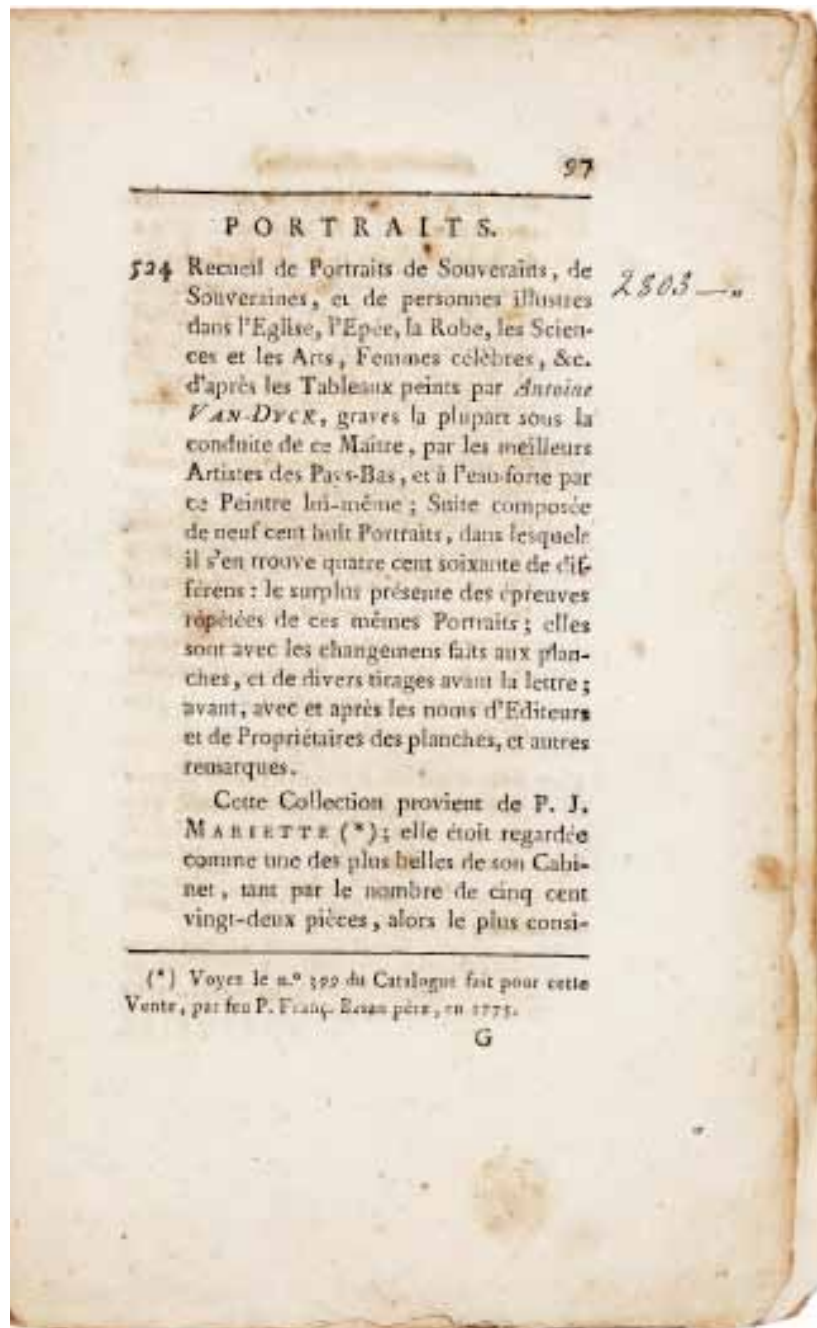 97
PORTRAITS.
524 Recueil de Portraits de Souverains, de 2803—„
Souveraines, et de personnes illustres
dans l'Eglise, l'Epée, la Robe, les Scien-
ces et les Arts, Femmes célèbres, &c.
d'après les Tableaux peints par Antoine
VAN-DYCK, gravés la plupart sous la
conduite de ce Maître, par les meilleurs
Artistes des Pays-Bas, et à l'eau-forte par
ce Peintre lui-même ; Suite composée
de neuf cent huit Portraits, dans lesquels
il s'en trouve quatre cent soixante de dif-
férens : le surplus présente des épreuves
répétées de ces mêmes Portraits ; elles
sont avec les changemens faits aux plan-
ches, et de divers tirages avant la lettre ;
avant, avec et après les noms d'Editeurs
et de Propriétaires des planches, et autres
remarques.
Cette Collection provient de P. J.
MARIETTE (*) ; elle étoit regardée
comme une des plus belles de son Cabi-
net, tant par le nombre de cinq cent
vingt-deux pièces, alors le plus consi-
(*) Voyez le n.° 399 du Catalogue fait pour cette
Vente, par feu P. Franç. Basan père, en 1775.
G